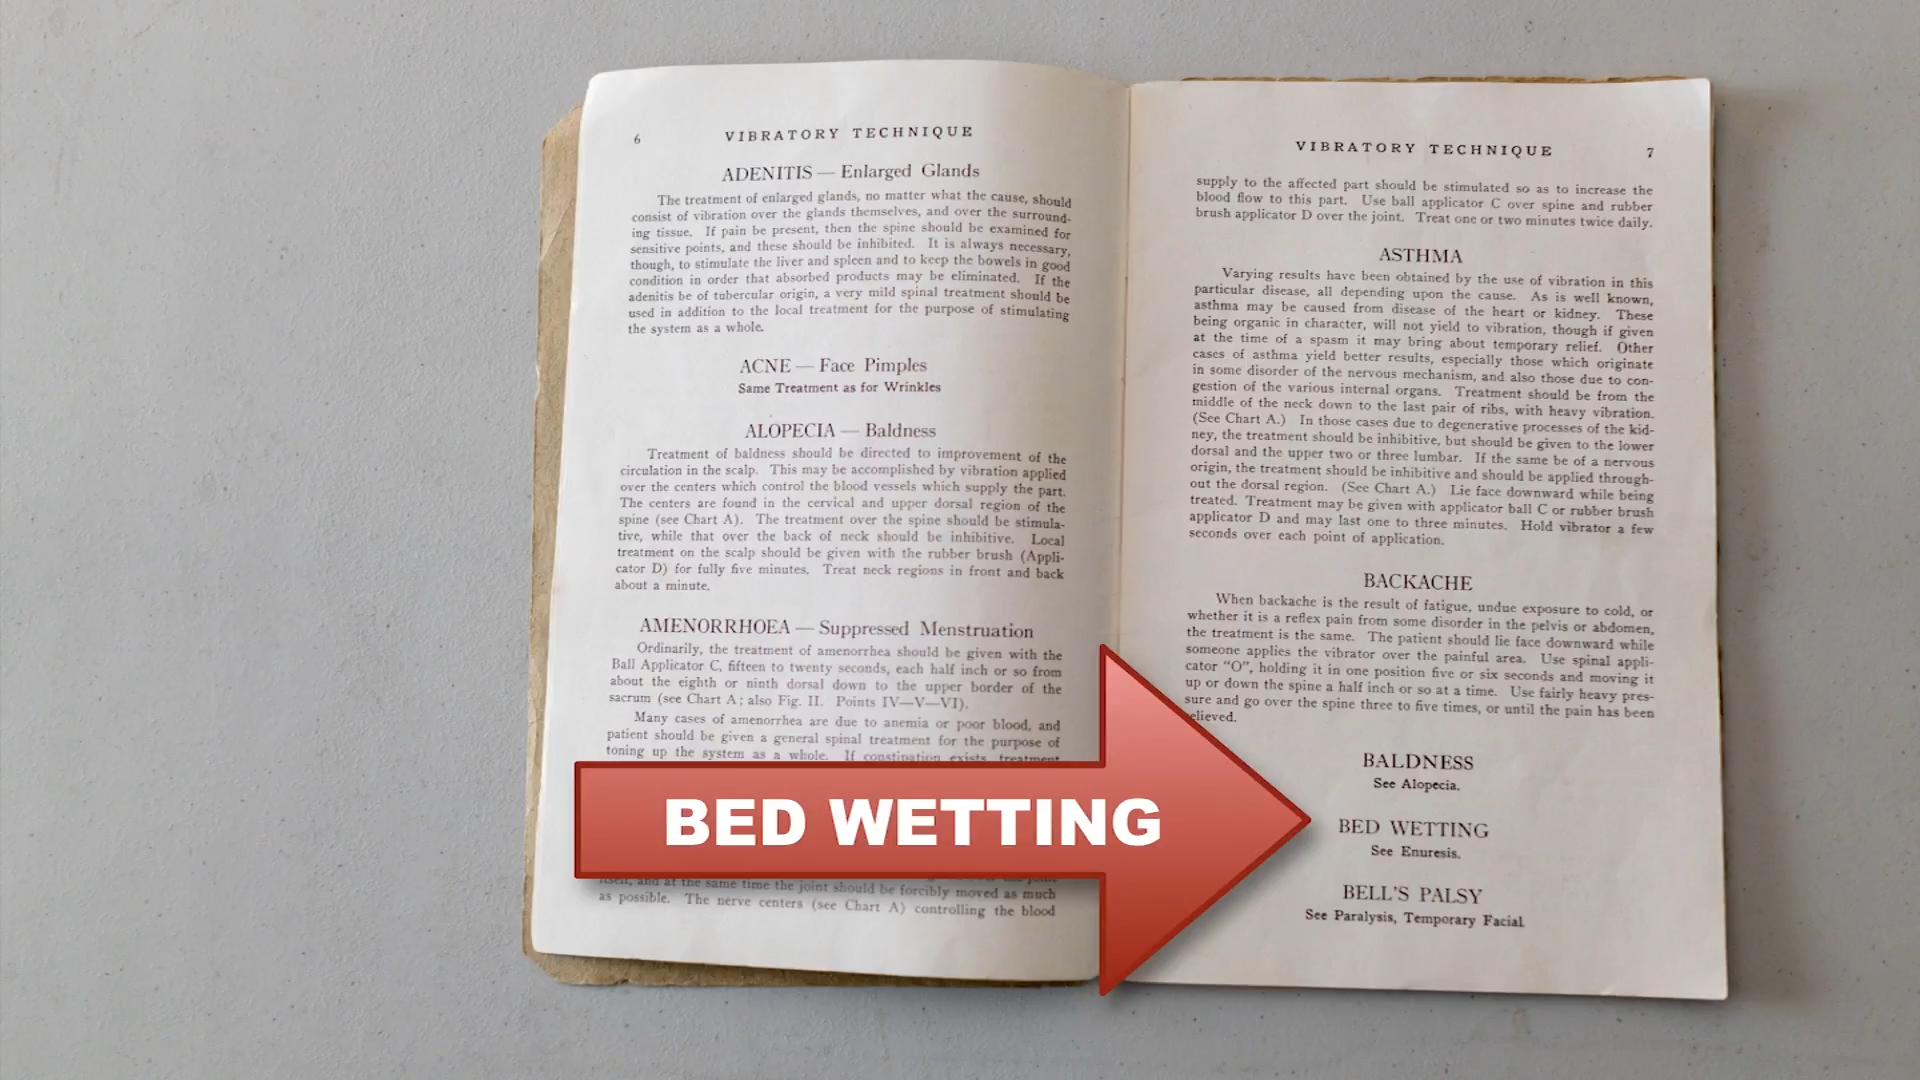 6
VIBRATORY TECHNIQUE
ADENITIS — Enlarged Glands
The treatment of enlarged glands, no matter what the cause, should
consist of vibration over the glands themselves, and over the surround-
ing tissue. If pain be present, then the spine should be examined for
sensitive points, and these should be inhibited. It is always necessary,
though, to stimulate the liver and spleen and to keep the bowels in good
condition in order that absorbed products may be eliminated. If the
adenitis be of tubercular origin, a very mild spinal treatment should be
used in addition to the local treatment for the purpose of stimulating
the system as a whole.
ACNE — Face Pimples
Same Treatment as for Wrinkles
ALOPECIA — Baldness
Treatment of baldness should be directed to improvement of the
circulation in the scalp. This may be accomplished by vibration applied
over the centers which control the blood vessels which supply the part.
The centers are found in the cervical and upper dorsal region of the
spine (see Chart A). The treatment over the spine should be stimula-
tive, while that over the back of neck should be inhibitive. Local
treatment on the scalp should be given with the rubber brush (Appli-
cator D) for fully five minutes. Treat neck regions in front and back
about a minute.
AMENORRHOEA — Suppressed Menstruation
Ordinarily, the treatment of amenorrhea should be given with the
Ball Applicator C, fifteen to twenty seconds, each half inch or so from
about the eighth or ninth dorsal down to the upper border of the
sacrum (see Chart A; also Fig. II. Points IV—V—VI).
Many cases of amenorrhea are due to anemia or poor blood, and
patient should be given a general spinal treatment for the purpose of
toning up the system as a whole. If constipation exists, treatment
BED WETTING
itself, and at the same time the joint should be forcibly moved as much
as possible. The nerve centers (see Chart A) controlling the blood
VIBRATORY TECHNIQUE
7
supply to the affected part should be stimulated so as to increase the
blood flow to this part. Use ball applicator C over spine and rubber
brush applicator D over the joint. Treat one or two minutes twice daily.
ASTHMA
Varying results have been obtained by the use of vibration in this
particular disease, all depending upon the cause. As is well known,
asthma may be caused from disease of the heart or kidney. These
being organic in character, will not yield to vibration, though if given
at the time of a spasm it may bring about temporary relief. Other
cases of asthma yield better results, especially those which originate
in some disorder of the nervous mechanism, and also those due to con-
gestion of the various internal organs. Treatment should be from the
middle of the neck down to the last pair of ribs, with heavy vibration.
(See Chart A.) In those cases due to degenerative processes of the kid-
ney, the treatment should be inhibitive, but should be given to the lower
dorsal and the upper two or three lumbar. If the same be of a nervous
origin, the treatment should be inhibitive and should be applied through-
out the dorsal region. (See Chart A.) Lie face downward while being
treated. Treatment may be given with applicator ball C or rubber brush
applicator D and may last one to three minutes. Hold vibrator a few
seconds over each point of application.
BACKACHE
When backache is the result of fatigue, undue exposure to cold, or
whether it is a reflex pain from some disorder in the pelvis or abdomen,
the treatment is the same. The patient should lie face downward while
someone applies the vibrator over the painful area. Use spinal appli-
cator "O", holding it in one position five or six seconds and moving it
up or down the spine a half inch or so at a time. Use fairly heavy pres-
sure and go over the spine three to five times, or until the pain has been
elieved.
BALDNESS
See Alopecia.
BED WETTING
See Enuresis.
BELL'S PALSY
See Paralysis, Temporary Facial